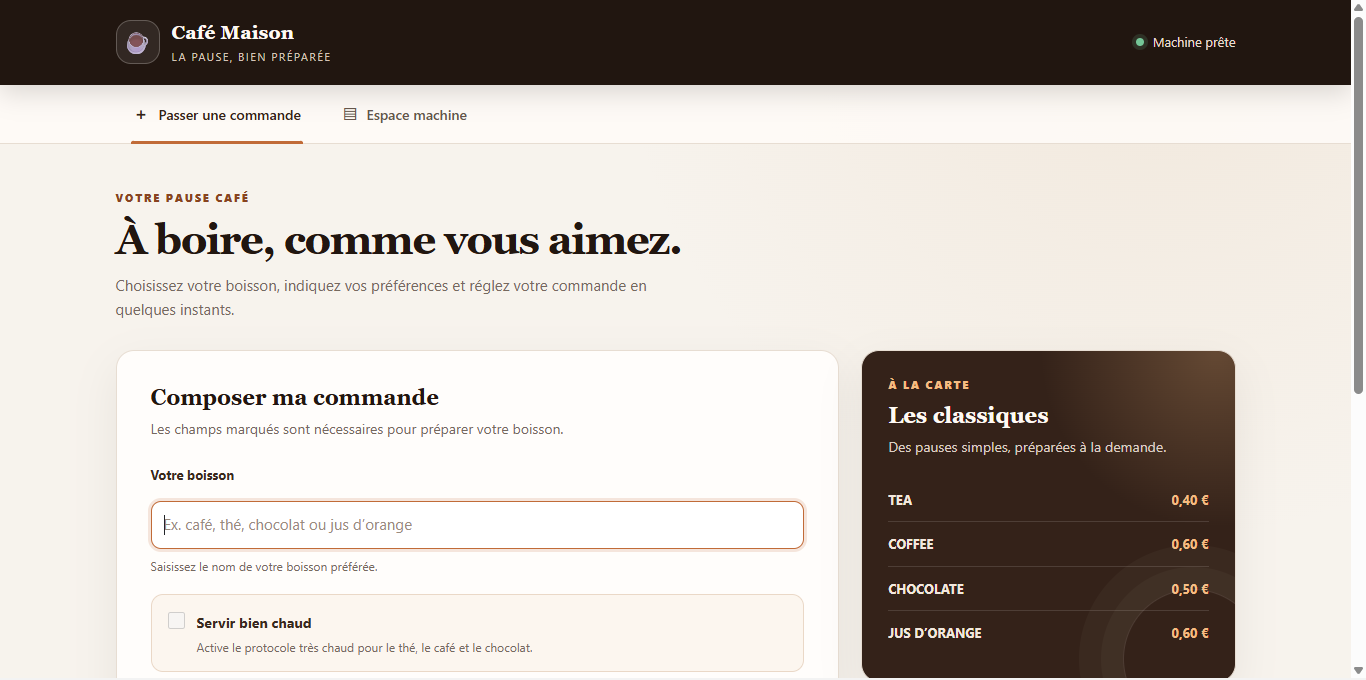 Café Maison
LA PAUSE, BIEN PRÉPARÉE
Machine prête
+ Passer une commande
Espace machine
VOTRE PAUSE CAFÉ
À boire, comme vous aimez.
Choisissez votre boisson, indiquez vos préférences et réglez votre commande en
quelques instants.
Composer ma commande
Les champs marqués sont nécessaires pour préparer votre boisson.
Votre boisson
Ex. café, thé, chocolat ou jus d’orange
Saisissez le nom de votre boisson préférée.
Servir bien chaud
Active le protocole très chaud pour le thé, le café et le chocolat.
À LA CARTE
Les classiques
Des pauses simples, préparées à la demande.
TEA 0,40 €
COFFEE 0,60 €
CHOCOLATE 0,50 €
JUS D’ORANGE 0,60 €